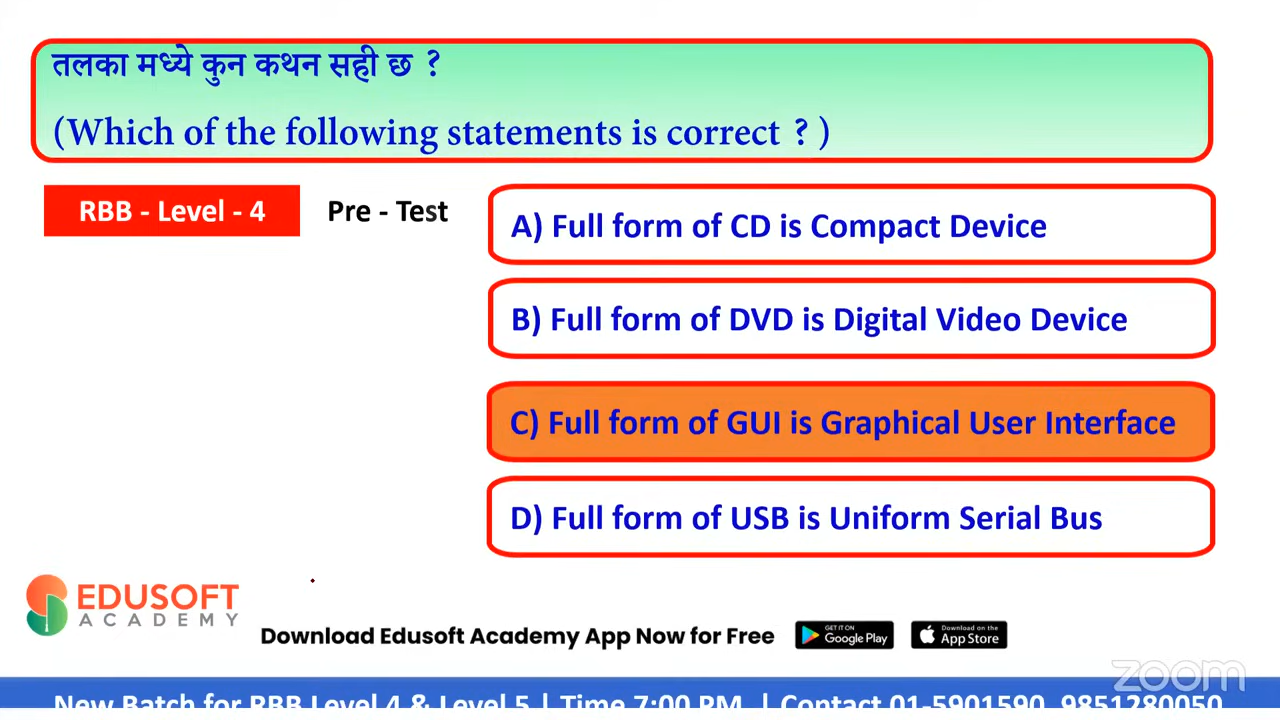 तलका मध्ये कुन कथन सही छ ?
(Which of the following statements is correct ? )
RBB - Level - 4
Pre - Test
A) Full form of CD is Compact Device
B) Full form of DVD is Digital Video Device
C) Full form of GUI is Graphical User Interface
D) Full form of USB is Uniform Serial Bus
EDUSOFT
ACADEMY
Download Edusoft Academy App Now for Free
GET IT ON
Google Play
Download on the
App Store
zoom
New Batch for RBB Level 4 & Level 5 | Time 7:00 PM | Contact 01-5901590, 9851280050